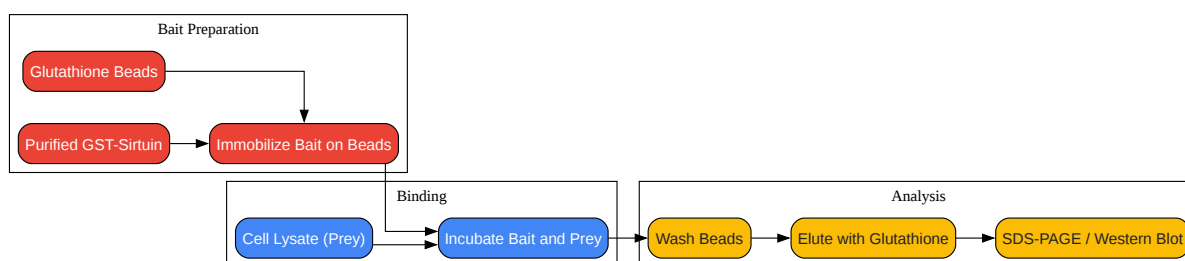 Bait Preparation
Glutathione Beads
Purified GST-Sirtuin
Immobilize Bait on Beads
Binding
Cell Lysate (Prey)
Incubate Bait and Prey
Analysis
Wash Beads
Elute with Glutathione
SDS-PAGE / Western Blot